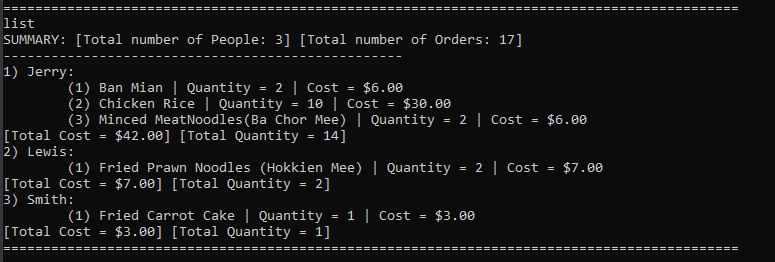 ============================================================================================
list
SUMMARY: [Total number of People: 3] [Total number of Orders: 17]
--------------------------------------------------
1) Jerry:
        (1) Ban Mian | Quantity = 2 | Cost = $6.00
        (2) Chicken Rice | Quantity = 10 | Cost = $30.00
        (3) Minced MeatNoodles(Ba Chor Mee) | Quantity = 2 | Cost = $6.00
[Total Cost = $42.00] [Total Quantity = 14]
2) Lewis:
        (1) Fried Prawn Noodles (Hokkien Mee) | Quantity = 2 | Cost = $7.00
[Total Cost = $7.00] [Total Quantity = 2]
3) Smith:
        (1) Fried Carrot Cake | Quantity = 1 | Cost = $3.00
[Total Cost = $3.00] [Total Quantity = 1]
============================================================================================